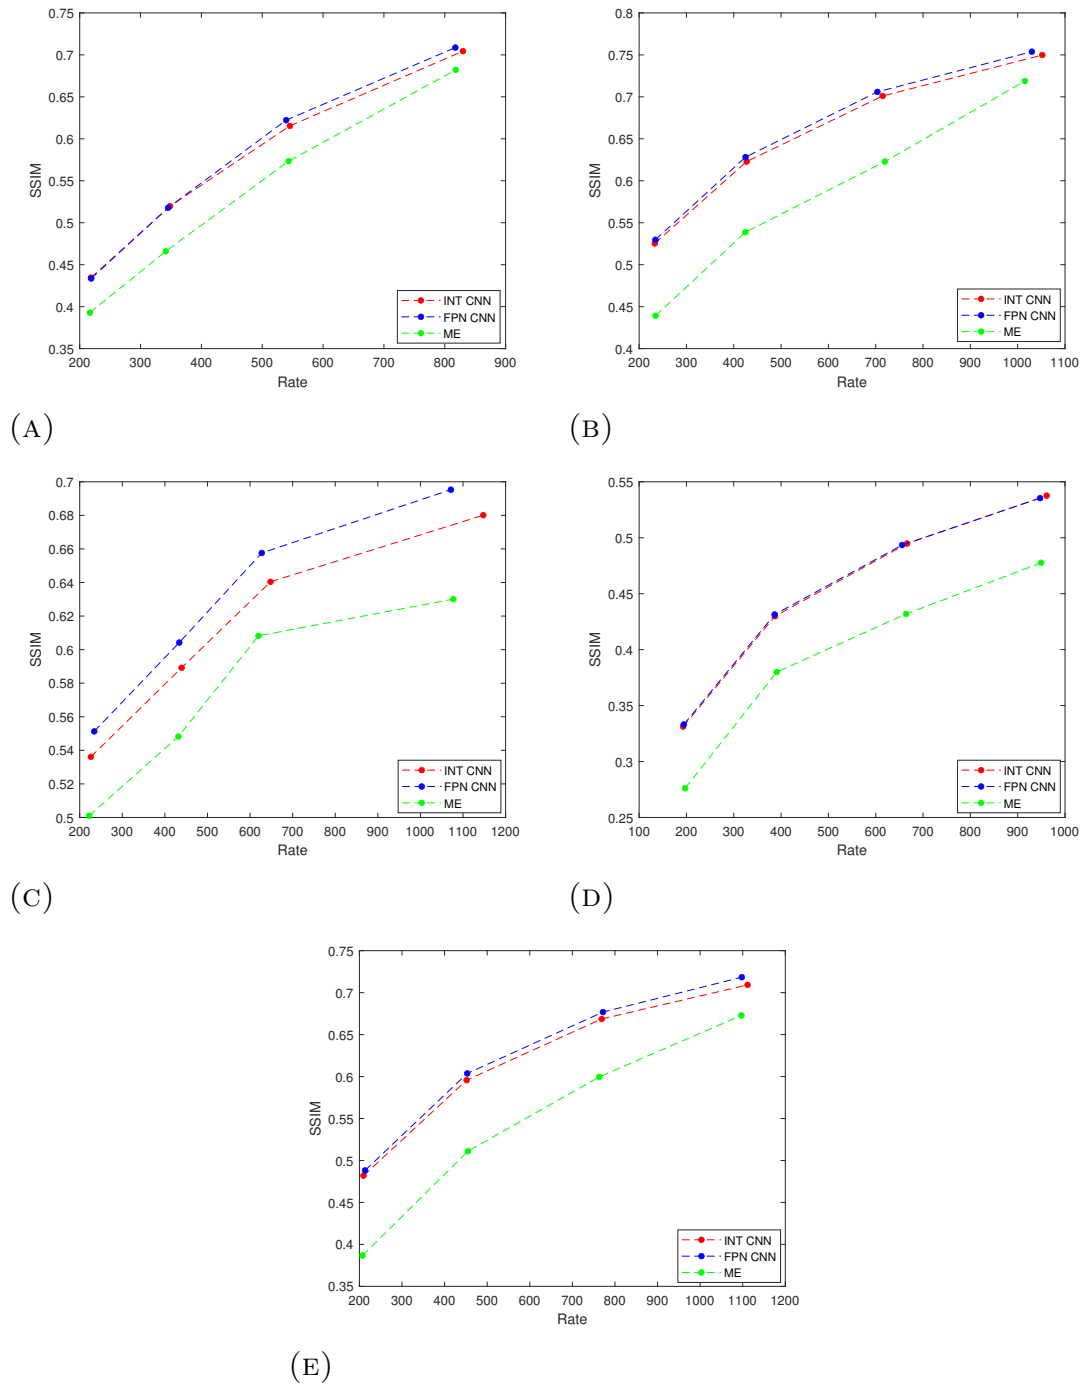 0.75
0.7
0.65
0.6
0.55
0.5
0.45
0.4
0.35
SSIM
200 300 400 500 600 700 800 900
Rate
INT CNN
FPN CNN
ME
(A)
0.8
0.75
0.7
0.65
0.6
0.55
0.5
0.45
0.4
SSIM
200 300 400 500 600 700 800 900 1000 1100
Rate
INT CNN
FPN CNN
ME
(B)
0.7
0.68
0.66
0.64
0.62
0.6
0.58
0.56
0.54
0.52
0.5
SSIM
200 300 400 500 600 700 800 900 1000 1100 1200
Rate
INT CNN
FPN CNN
ME
(C)
0.55
0.5
0.45
0.4
0.35
0.3
0.25
SSIM
100 200 300 400 500 600 700 800 900 1000
Rate
INT CNN
FPN CNN
ME
(D)
0.75
0.7
0.65
0.6
0.55
0.5
0.45
0.4
0.35
SSIM
200 300 400 500 600 700 800 900 1000 1100 1200
Rate
INT CNN
FPN CNN
ME
(E)